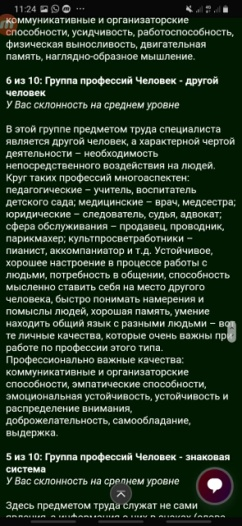 11:24
коммуникативные и организаторские
способности, усидчивость, работоспособность,
физическая выносливость, двигательная
память, наглядно-образное мышление.
6 из 10: Группа профессий Человек - другой
человек
У Вас склонность на среднем уровне
В этой группе предметом труда специалиста
является другой человек, а характерной чертой
деятельности – необходимость
непосредственного воздействия на людей.
Круг таких профессий многоаспектен:
педагогические – учитель, воспитатель
детского сада; медицинские – врач, медсестра;
юридические – следователь, судья, адвокат;
сфера обслуживания – продавец, проводник,
парикмахер; культпросветработники –
пианист, аккомпаниатор и т.д. Устойчивое,
хорошее настроение в процессе работы с
людьми, потребность в общении, способность
мысленно ставить себя на место другого
человека, быстро понимать намерения и
помыслы людей, хорошая память, умение
находить общий язык с разными людьми – вот
те личные качества, которые очень важны при
работе по профессии этого типа.
Профессионально важные качества:
коммуникативные и организаторские
способности, эмпатические способности,
эмоциональная устойчивость, устойчивость и
распределение внимания,
доброжелательность, самообладание,
выдержка.
5 из 10: Группа профессий Человек - знаковая
система
У Вас склонность на среднем уровне
Здесь предметом труда служат не сами